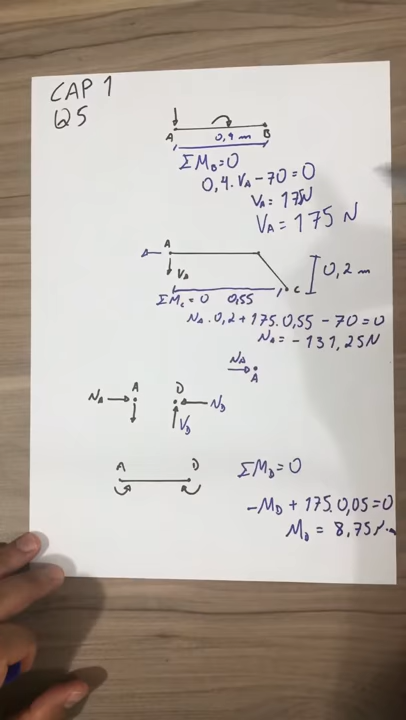 CAP 1
Q5
A 0,4 m B
ΣM_B=0
0,4.V_A-70=0
V_A=175N
V_A=175 N
A
V_A
0,2 m
C
ΣM_C=0 0,55
N_A.0,2+175.0,55-70=0
N_A=-131,25N
N_A
A
A D
N_A N_D
V_D
A D
ΣM_D=0
-M_D+175.0,05=0
M_D=8,75N.m